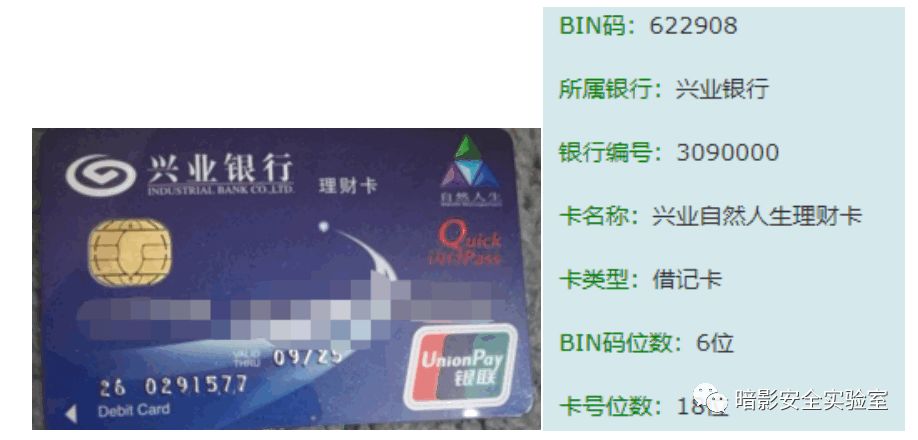 兴业银行
INDUSTRIAL BANK CO.,LTD.
理财卡
自然人生
Quick
Pass
VALID
THRU
09/25
26 0291577
Debit Card
UnionPay
银联
BIN码：622908
所属银行：兴业银行
银行编号：3090000
卡名称：兴业自然人生理财卡
卡类型：借记卡
BIN码位数：6位
卡号位数：18位
暗影安全实验室